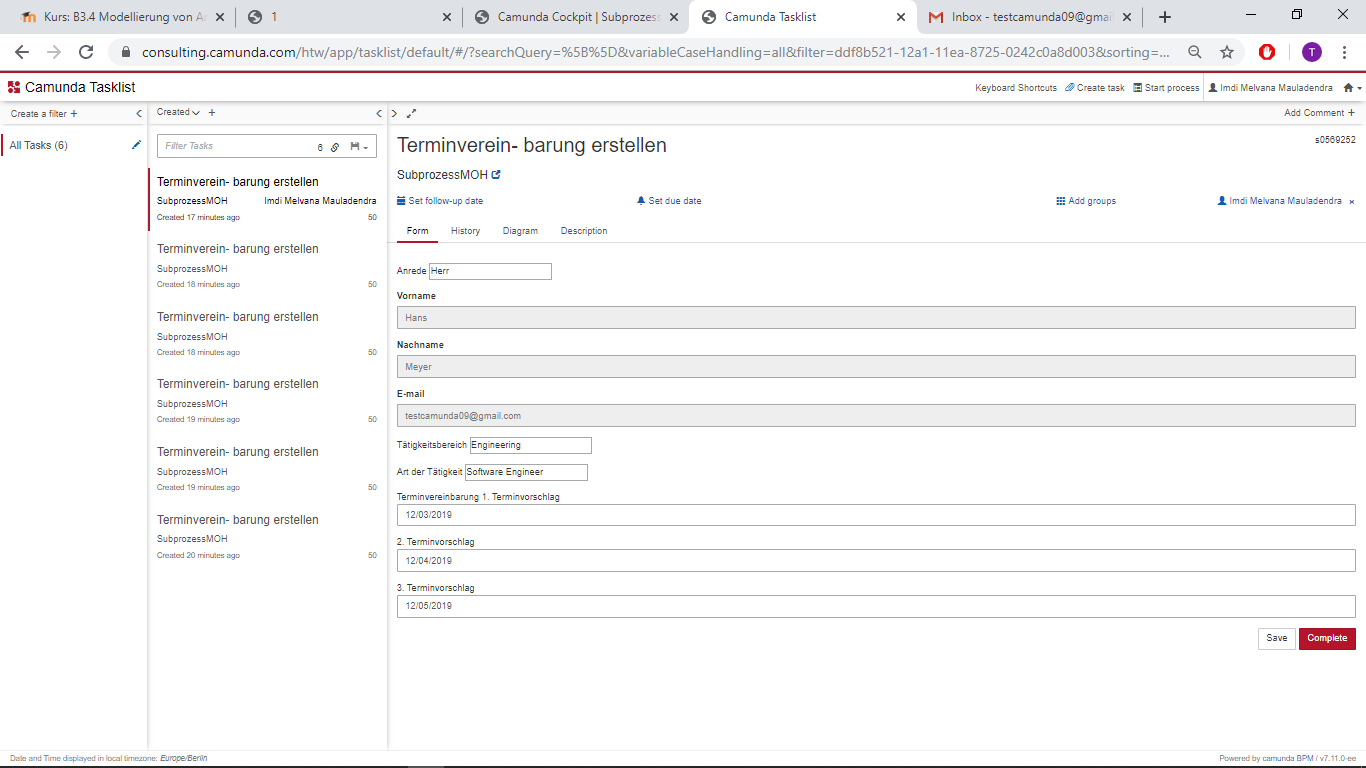 Kurs: B3.4 Modellierung von A
1
Camunda Cockpit | Subprozess
Camunda Tasklist
Inbox - testcamunda09@gmai
consulting.camunda.com/htw/app/tasklist/default/#/?searchQuery=%5B%5D&variableCaseHandling=all&filter=ddf8b521-12a1-11ea-8725-0242c0a8d003&sorting=...
T
Camunda Tasklist
Keyboard Shortcuts Create task Start process Imdi Melvana Mauladendra
Create a filter +
Created +
Add Comment +
All Tasks (6)
Filter Tasks 6
Terminverein- barung erstellen
SubprozessMOH Imdi Melvana Mauladendra
Created 17 minutes ago 50
Terminverein- barung erstellen
SubprozessMOH
Created 18 minutes ago 50
Terminverein- barung erstellen
SubprozessMOH
Created 18 minutes ago 50
Terminverein- barung erstellen
SubprozessMOH
Created 19 minutes ago 50
Terminverein- barung erstellen
SubprozessMOH
Created 19 minutes ago 50
Terminverein- barung erstellen
SubprozessMOH
Created 20 minutes ago 50
Terminverein- barung erstellen
s0569252
SubprozessMOH
Set follow-up date Set due date Add groups Imdi Melvana Mauladendra ×
Form History Diagram Description
Anrede Herr
Vorname
Hans
Nachname
Meyer
E-mail
testcamunda09@gmail.com
Tätigkeitsbereich Engineering
Art der Tätigkeit Software Engineer
Terminvereinbarung 1. Terminvorschlag
12/03/2019
2. Terminvorschlag
12/04/2019
3. Terminvorschlag
12/05/2019
Save Complete
Date and Time displayed in local timezone: Europe/Berlin
Powered by camunda BPM / v7.11.0-ee